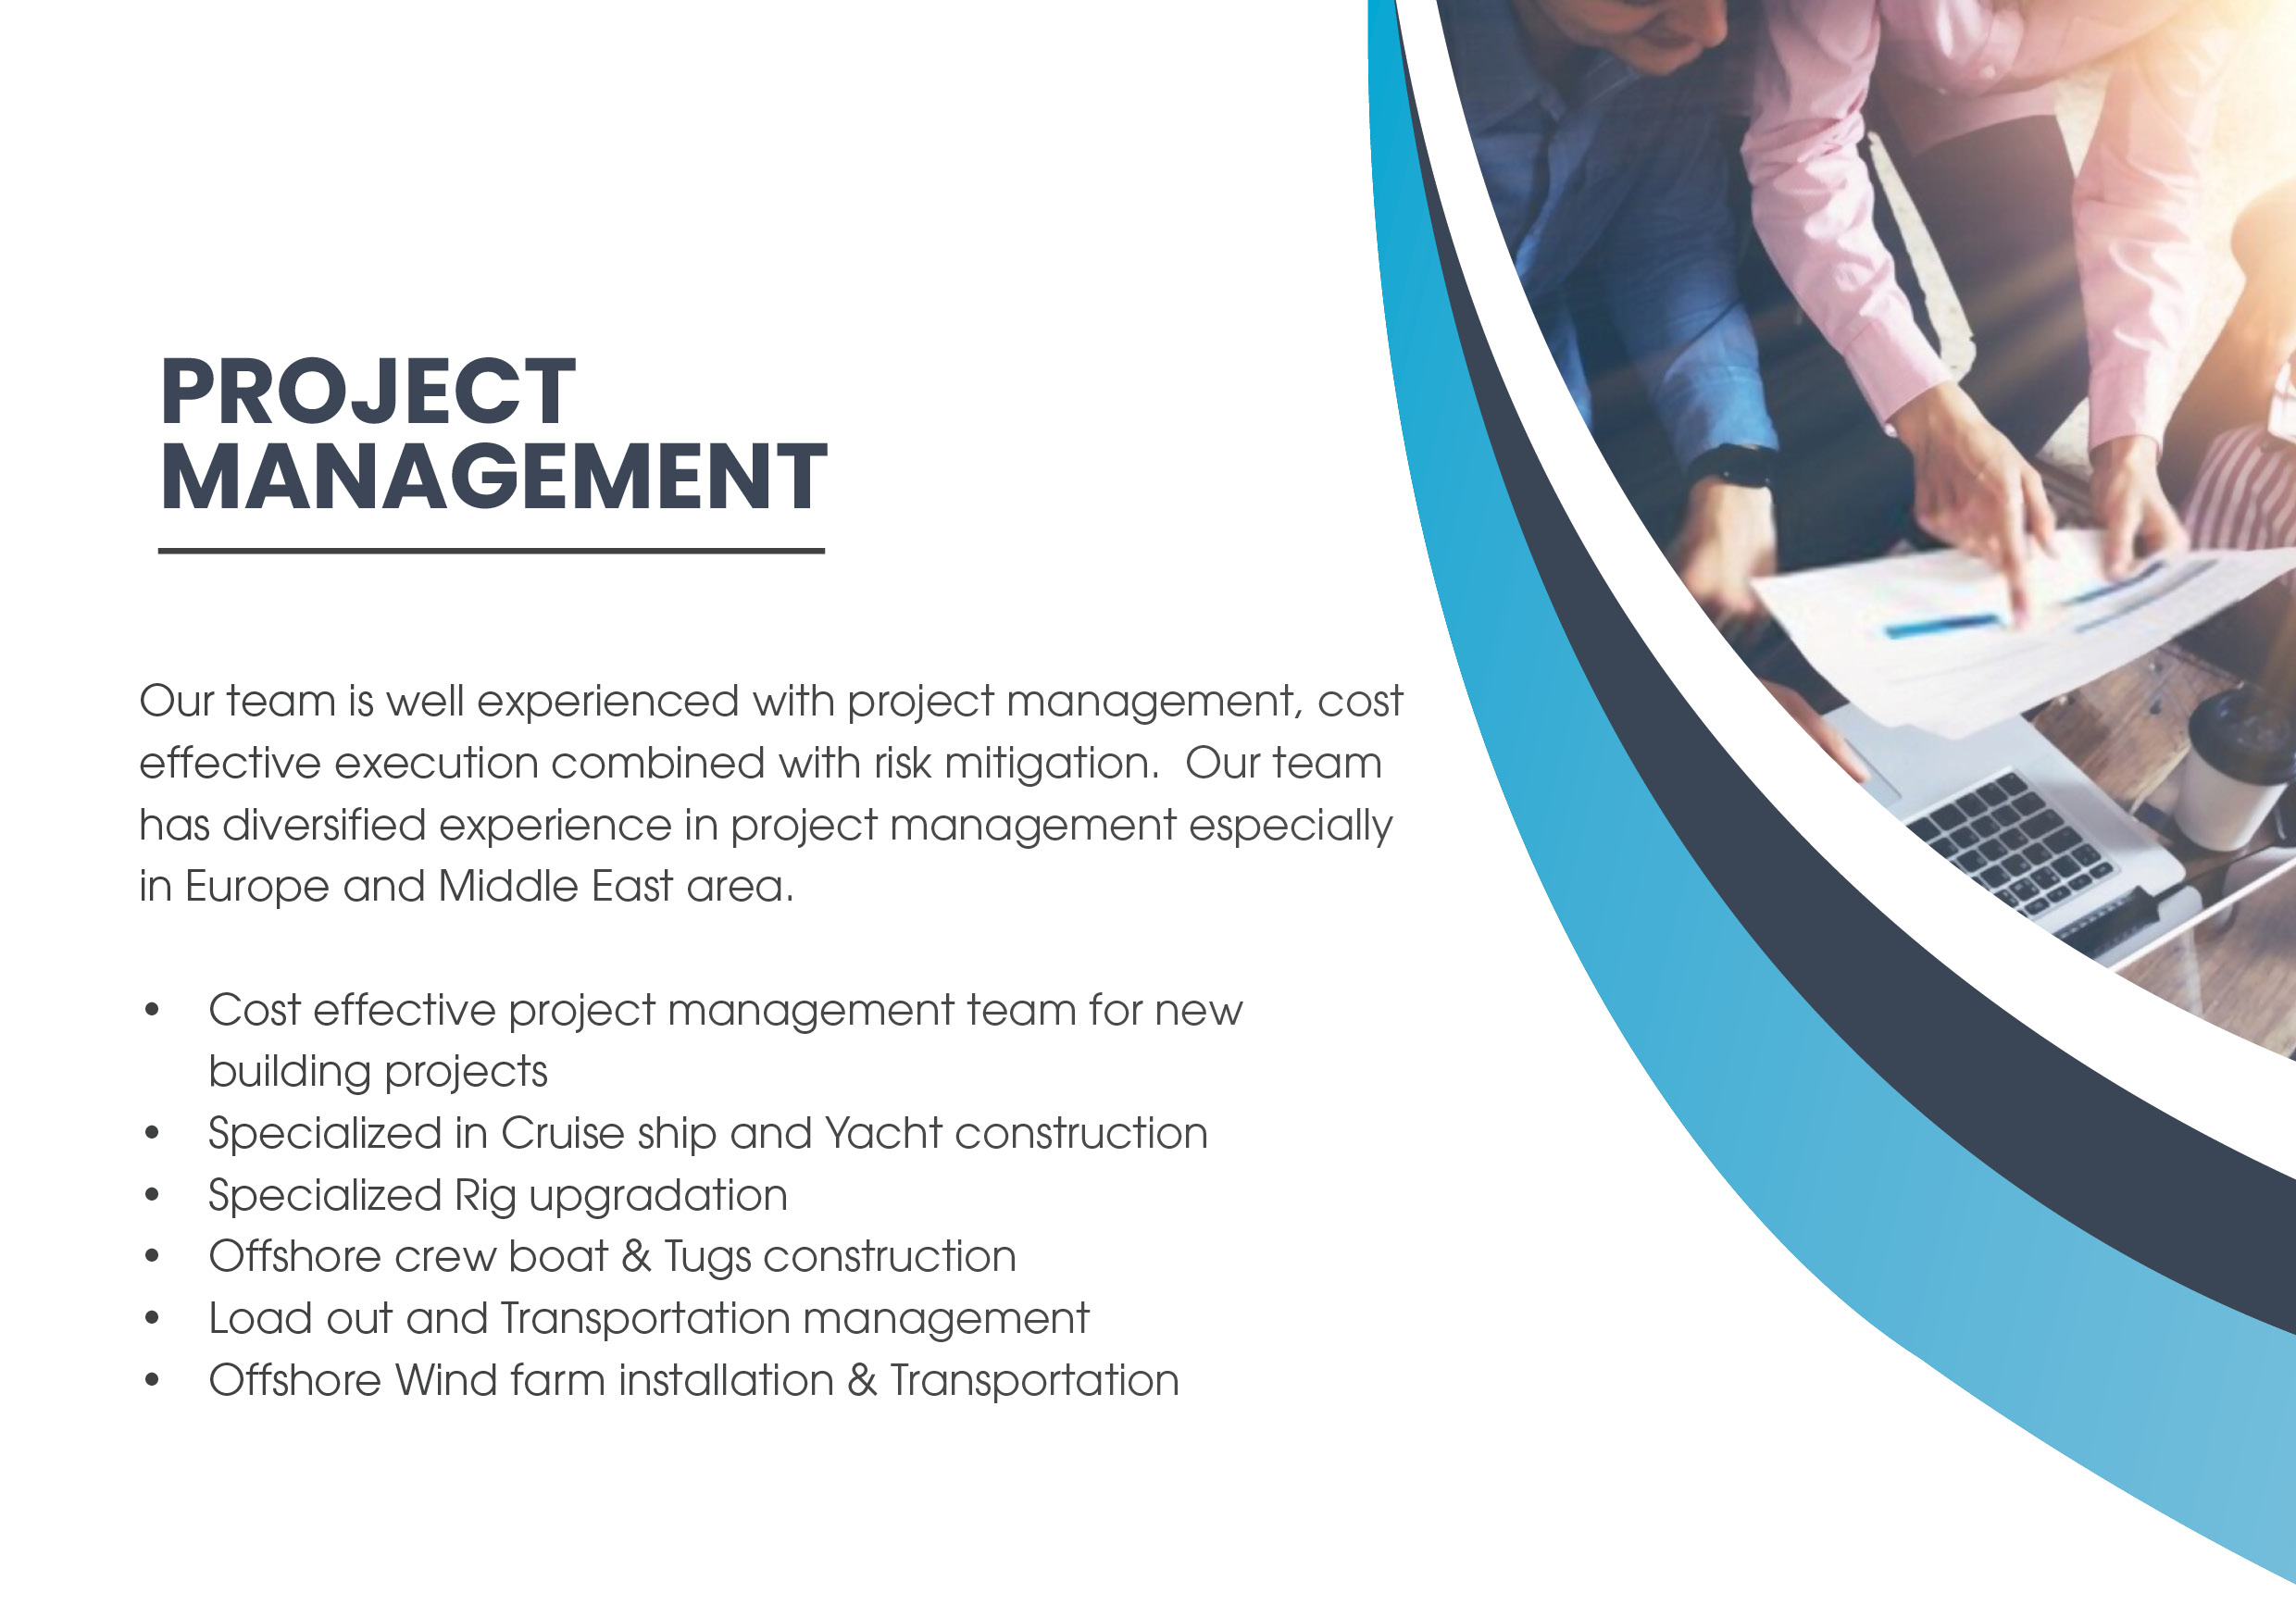 PROJECT
MANAGEMENT
Our team is well experienced with project management, cost
effective execution combined with risk mitigation.  Our team
has diversified experience in project management especially
in Europe and Middle East area.
• Cost effective project management team for new
building projects
• Specialized in Cruise ship and Yacht construction
• Specialized Rig upgradation
• Offshore crew boat & Tugs construction
• Load out and Transportation management
• Offshore Wind farm installation & Transportation